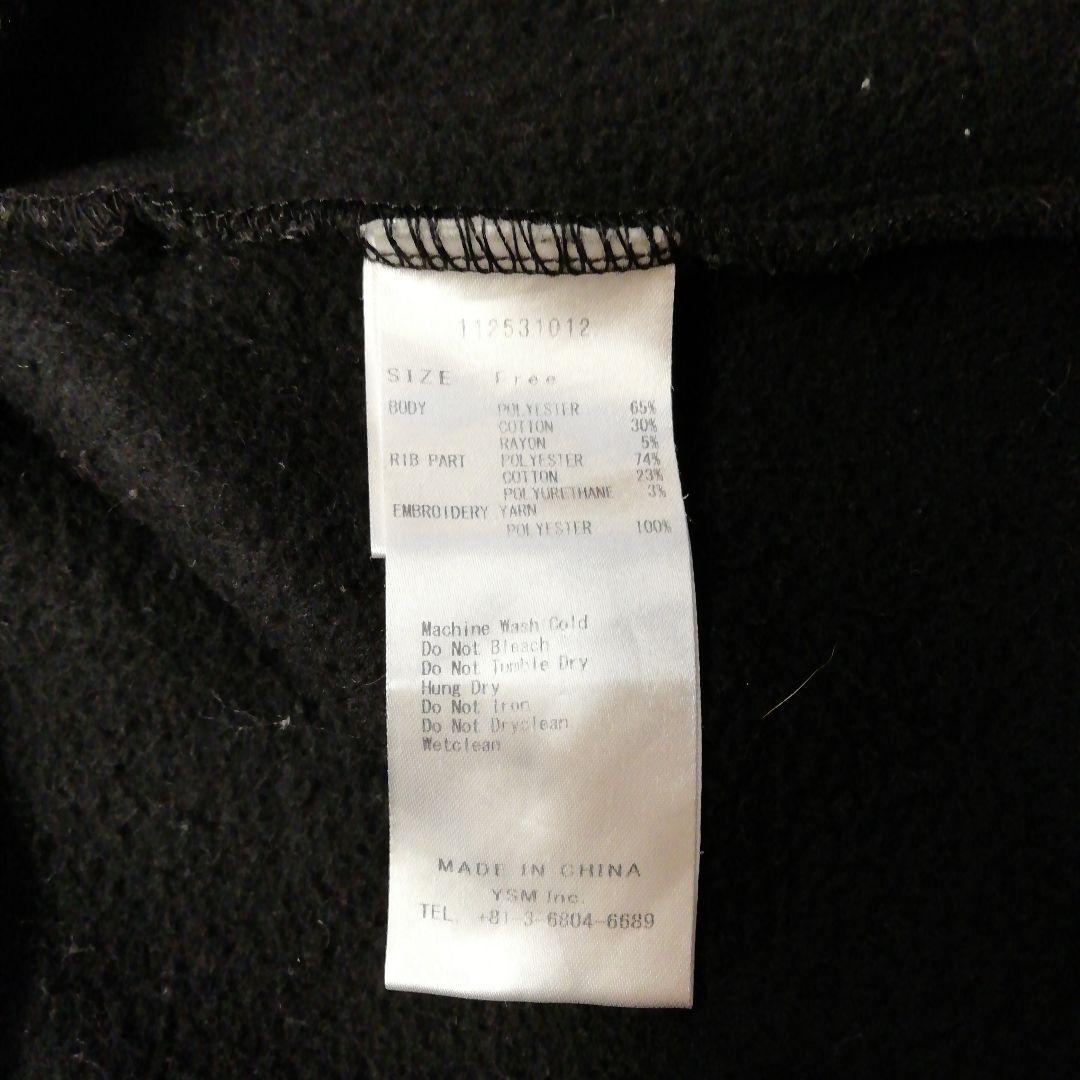 112531012
SIZE Free
BODY POLYESTER 65%
COTTON 30%
RAYON 5%
RIB PART POLYESTER 74%
COTTON 23%
POLYURETHANE 3%
EMBROIDERY YARN
POLYESTER 100%
Machine Wash Cold
Do Not Bleach
Do Not Tumble Dry
Hung Dry
Do Not Iron
Do Not Dryclean
Wetclean
MADE IN CHINA
YSM Inc.
TEL. +81-3-6804-6689